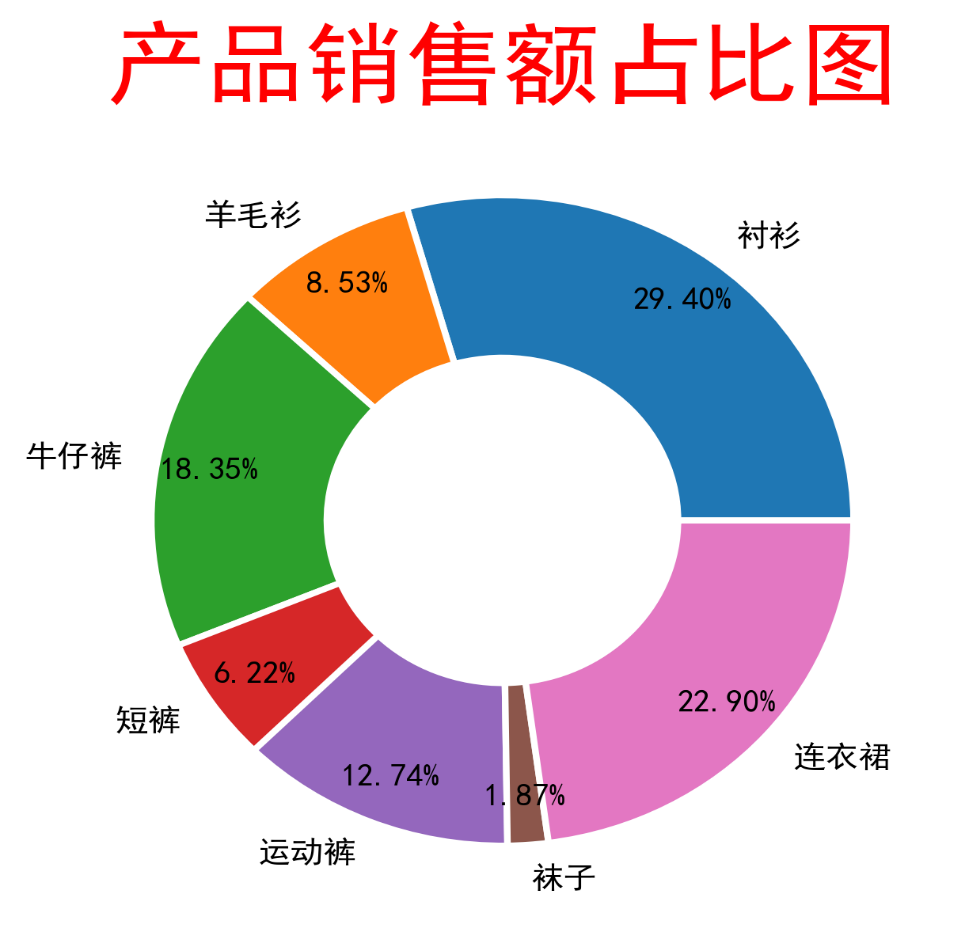 产品销售额占比图
羊毛衫
衬衫
8.53%
29.40%
牛仔裤
18.35%
6.22%
22.90%
短裤
连衣裙
12.74%
1.87%
运动裤
袜子